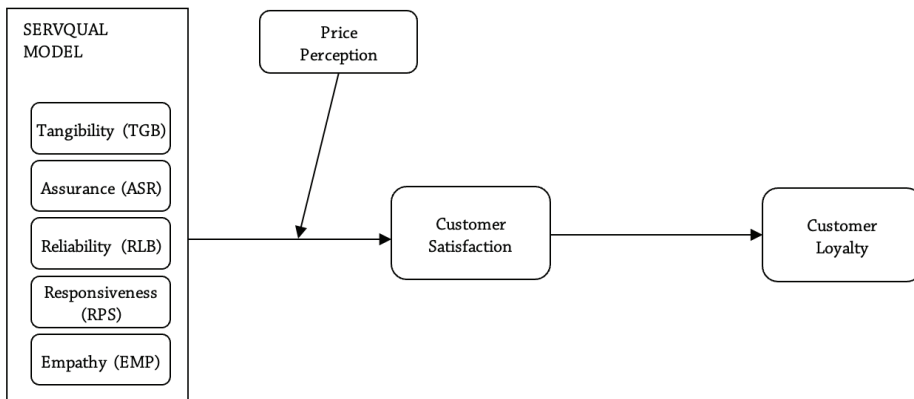 SERVQUAL
MODEL
Price
Perception
Tangibility (TGB)
Assurance (ASR)
Reliability (RLB)
Responsiveness
(RPS)
Empathy (EMP)
Customer
Satisfaction
Customer
Loyalty